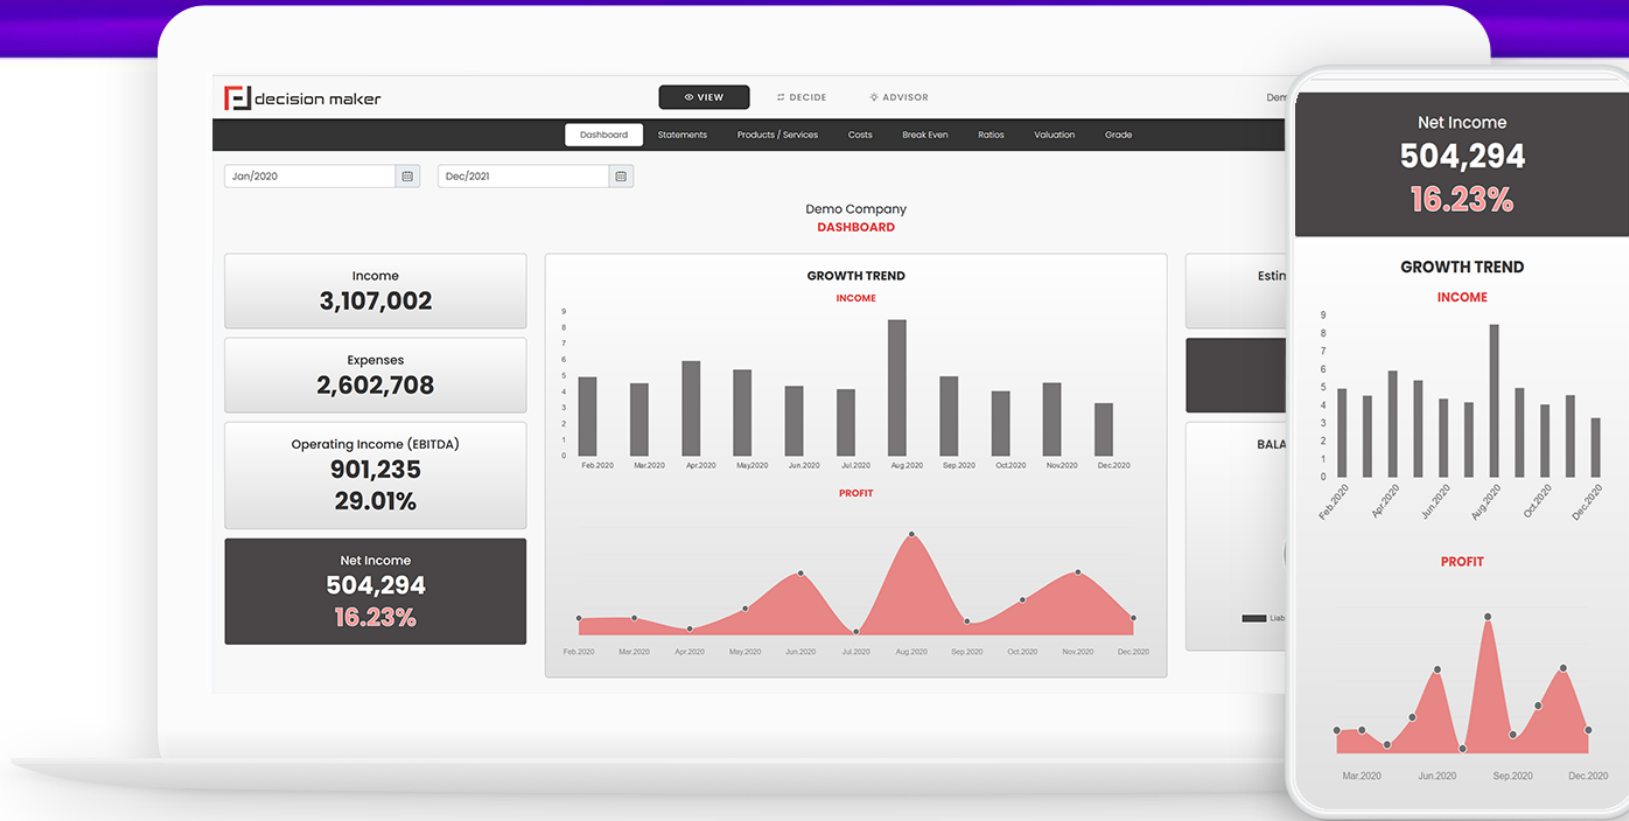 decision maker
VIEW
DECIDE
ADVISOR
Dem
Dashboard
Statements
Products / Services
Costs
Break Even
Ratios
Valuation
Grade
Jan/2020
Dec/2021
Demo Company
DASHBOARD
Income
3,107,002
Expenses
2,602,708
Operating Income (EBITDA)
901,235
29.01%
Net Income
504,294
16.23%
GROWTH TREND
INCOME
9
8
7
6
5
4
3
2
1
0
Feb.2020
Mar.2020
Apr.2020
May.2020
Jun.2020
Jul.2020
Aug.2020
Sep.2020
Oct.2020
Nov.2020
Dec.2020
PROFIT
Feb.2020
Mar.2020
Apr.2020
May.2020
Jun.2020
Jul.2020
Aug.2020
Sep.2020
Oct.2020
Nov.2020
Dec.2020
Estim
BALA
Liab
Net Income
504,294
16.23%
GROWTH TREND
INCOME
9
8
7
6
5
4
3
2
1
0
Feb.2020
Apr.2020
Jun.2020
Aug.2020
Oct.2020
Dec.2020
PROFIT
Mar.2020
Jun.2020
Sep.2020
Dec.2020